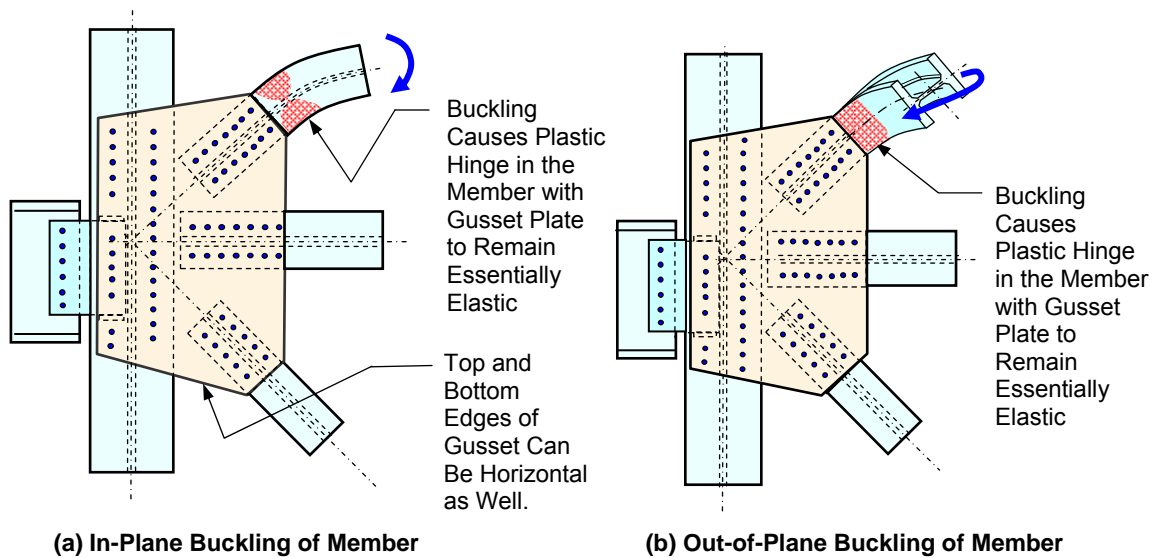 Buckling
Causes Plastic
Hinge in the
Member with
Gusset Plate
to Remain
Essentially
Elastic
Top and
Bottom
Edges of
Gusset Can
Be Horizontal
as Well.
(a) In-Plane Buckling of Member
Buckling
Causes
Plastic Hinge
in the Member
with Gusset
Plate to
Remain
Essentially
Elastic
(b) Out-of-Plane Buckling of Member